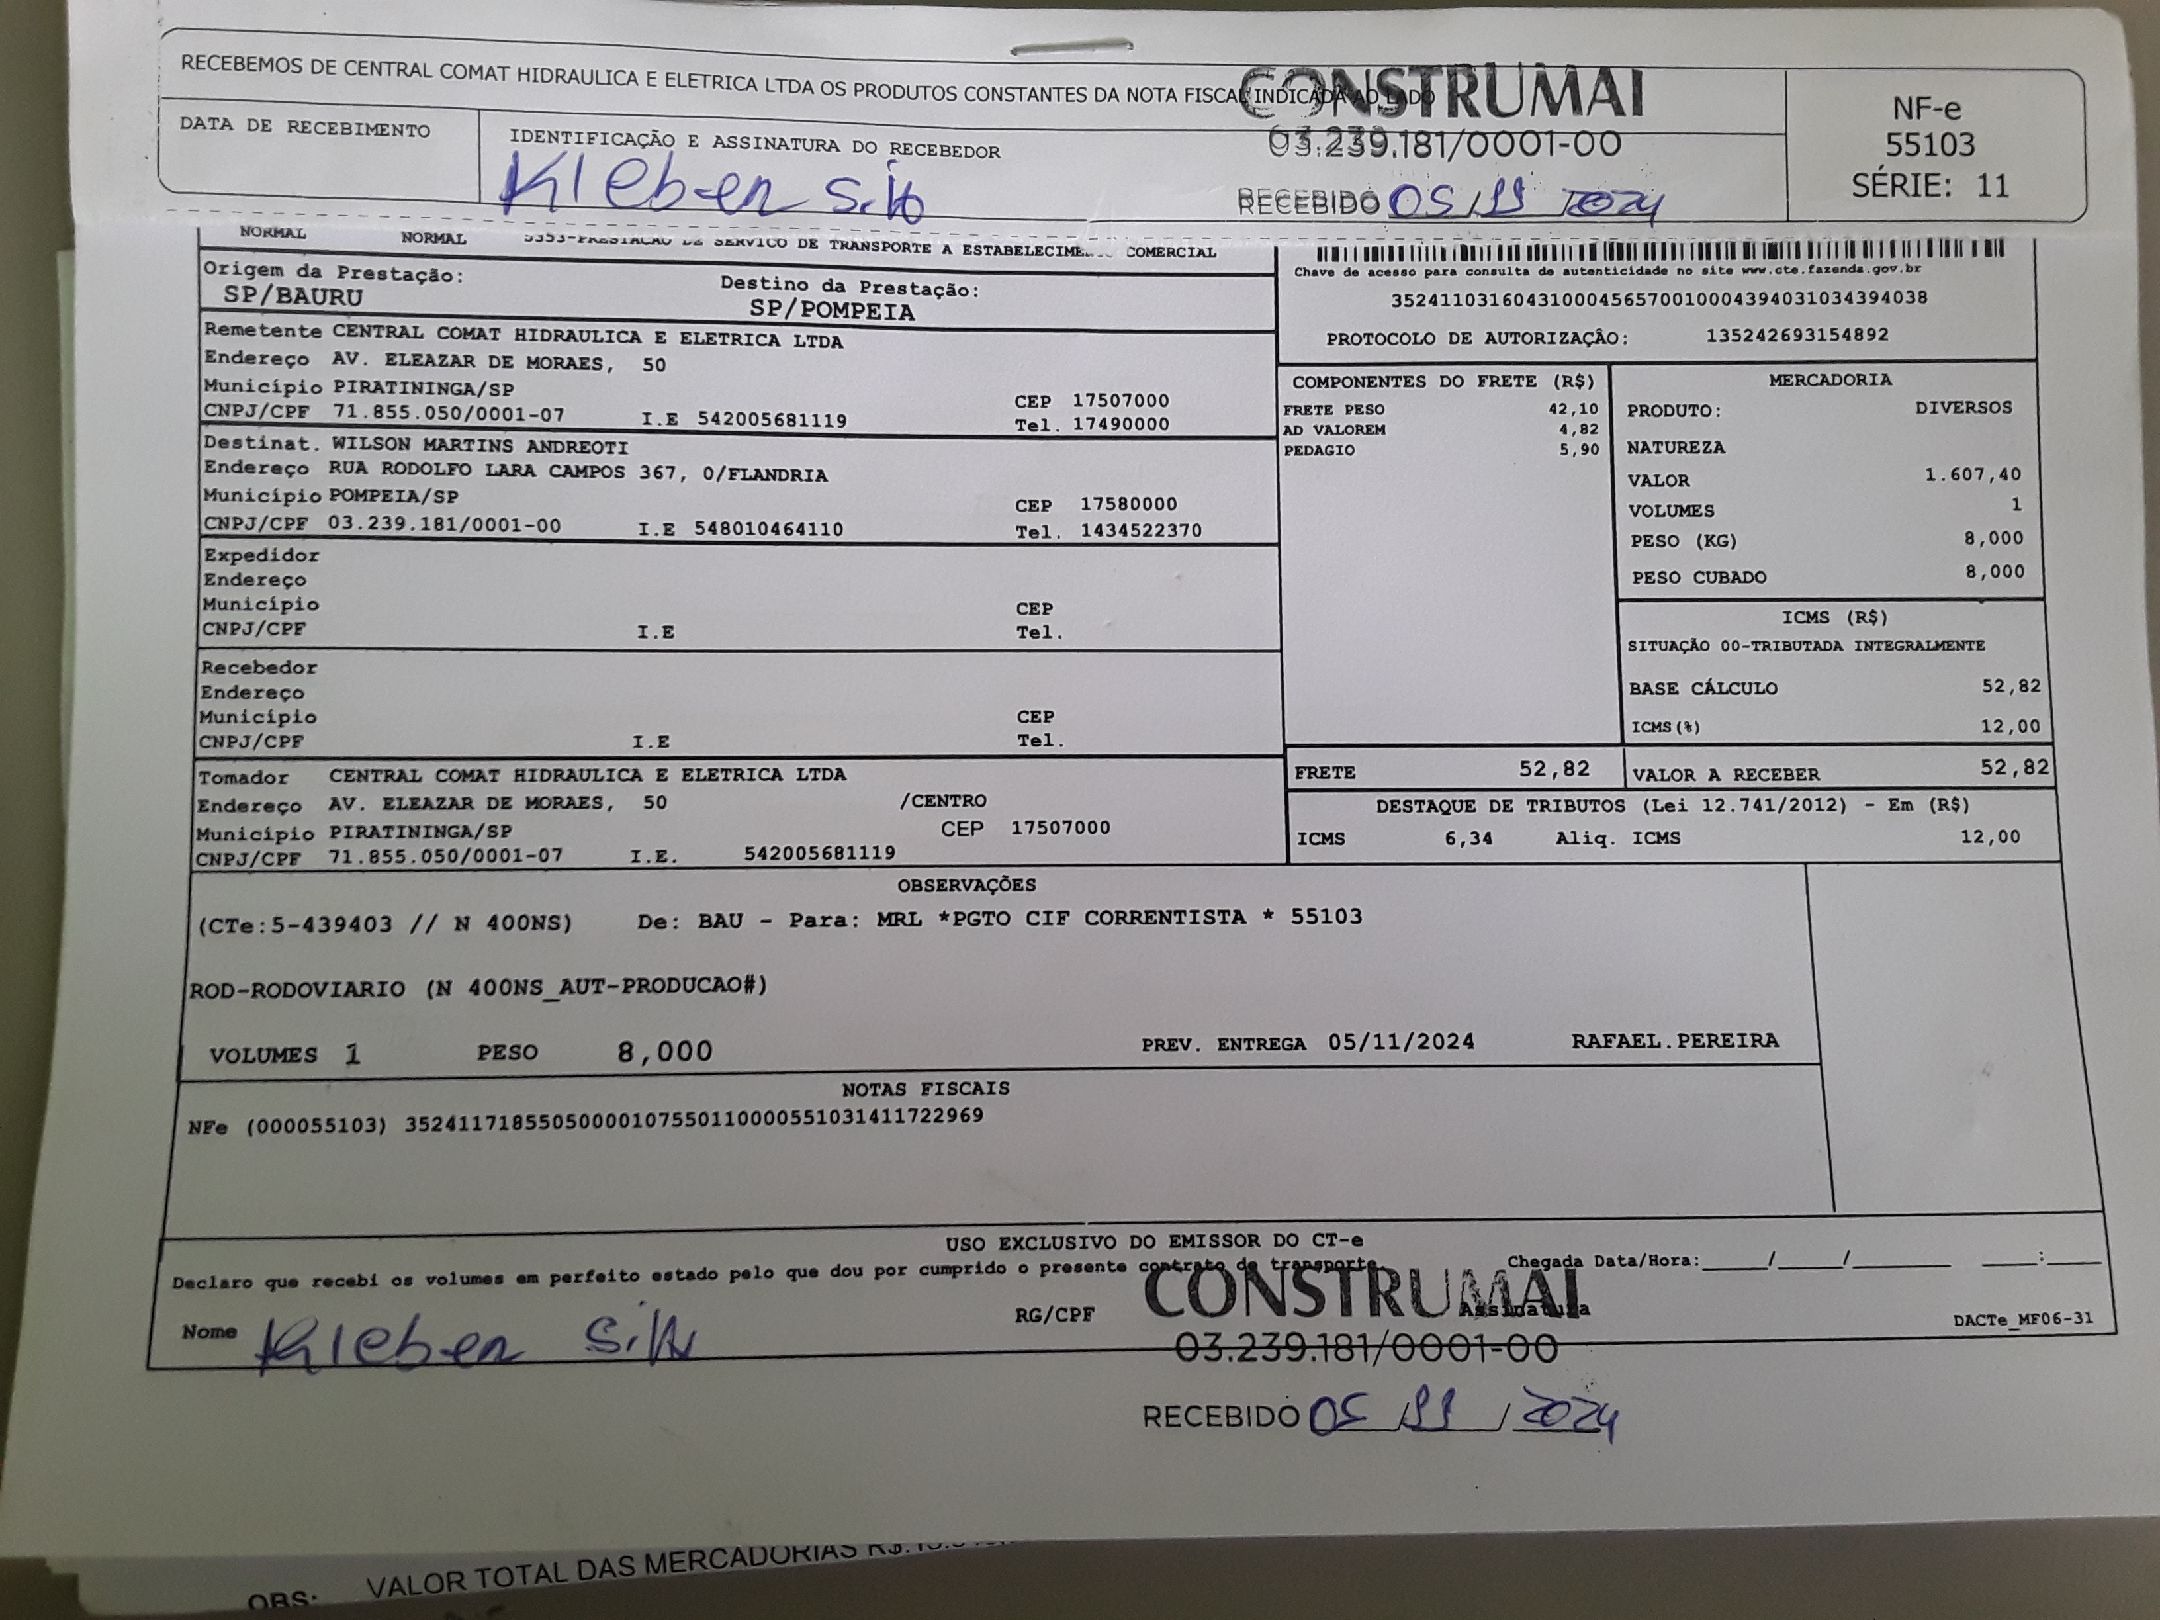 RECEBEMOS DE CENTRAL COMAT HIDRAULICA E ELETRICA LTDA OS PRODUTOS CONSTANTES DA NOTA FISCAL INDICADA AO LADO
CONSTRUMAI
03.239.181/0001-00
RECEBIDO 05/11/2024
NF-e
55103
SÉRIE: 11
DATA DE RECEBIMENTO
IDENTIFICAÇÃO E ASSINATURA DO RECEBEDOR
Kleber
NORMAL NORMAL 5353-PRESTACAO DE SERVICO DE TRANSPORTE A ESTABELECIMENTO COMERCIAL
Origem da Prestação:
SP/BAURU
Destino da Prestação:
SP/POMPEIA
Chave de acesso para consulta de autenticidade no site www.cte.fazenda.gov.br
35241103160431000456570010004394031034394038
PROTOCOLO DE AUTORIZAÇÂO: 135242693154892
Remetente CENTRAL COMAT HIDRAULICA E ELETRICA LTDA
Endereço AV. ELEAZAR DE MORAES, 50
Município PIRATININGA/SP CEP 17507000
CNPJ/CPF 71.855.050/0001-07 I.E 542005681119 Tel. 17490000
Destinat. WILSON MARTINS ANDREOTI
Endereço RUA RODOLFO LARA CAMPOS 367, 0/FLANDRIA
Município POMPEIA/SP CEP 17580000
CNPJ/CPF 03.239.181/0001-00 I.E 548010464110 Tel. 1434522370
Expedidor
Endereço
Município CEP
CNPJ/CPF I.E Tel.
Recebedor
Endereço
Município CEP
CNPJ/CPF I.E Tel.
Tomador CENTRAL COMAT HIDRAULICA E ELETRICA LTDA
Endereço AV. ELEAZAR DE MORAES, 50 /CENTRO
Município PIRATININGA/SP CEP 17507000
CNPJ/CPF 71.855.050/0001-07 I.E. 542005681119
COMPONENTES DO FRETE (R$)
FRETE PESO 42,10
AD VALOREM 4,82
PEDAGIO 5,90
MERCADORIA
PRODUTO: DIVERSOS
NATUREZA
VALOR 1.607,40
VOLUMES 1
PESO (KG) 8,000
PESO CUBADO 8,000
ICMS (R$)
SITUAÇÃO 00-TRIBUTADA INTEGRALMENTE
BASE CÁLCULO 52,82
ICMS(%) 12,00
FRETE 52,82 VALOR A RECEBER 52,82
DESTAQUE DE TRIBUTOS (Lei 12.741/2012) - Em (R$)
ICMS 6,34 Aliq. ICMS 12,00
OBSERVAÇÕES
(CTe:5-439403 // N 400NS) De: BAU - Para: MRL *PGTO CIF CORRENTISTA * 55103
ROD-RODOVIARIO (N 400NS_AUT-PRODUCAO#)
VOLUMES 1 PESO 8,000 PREV. ENTREGA 05/11/2024 RAFAEL.PEREIRA
NOTAS FISCAIS
NFe (000055103) 35241171855050000107550110000551031411722969
USO EXCLUSIVO DO EMISSOR DO CT-e
Declaro que recebi os volumes em perfeito estado pelo que dou por cumprido o presente contrato de transporte. Chegada Data/Hora:____/____/______ ____:____
Nome Kleber RG/CPF Assinatura DACTe_MF06-31
CONSTRUMAI
03.239.181/0001-00
RECEBIDO 05/11/2024
OBS: VALOR TOTAL DAS MERCADORIAS R$